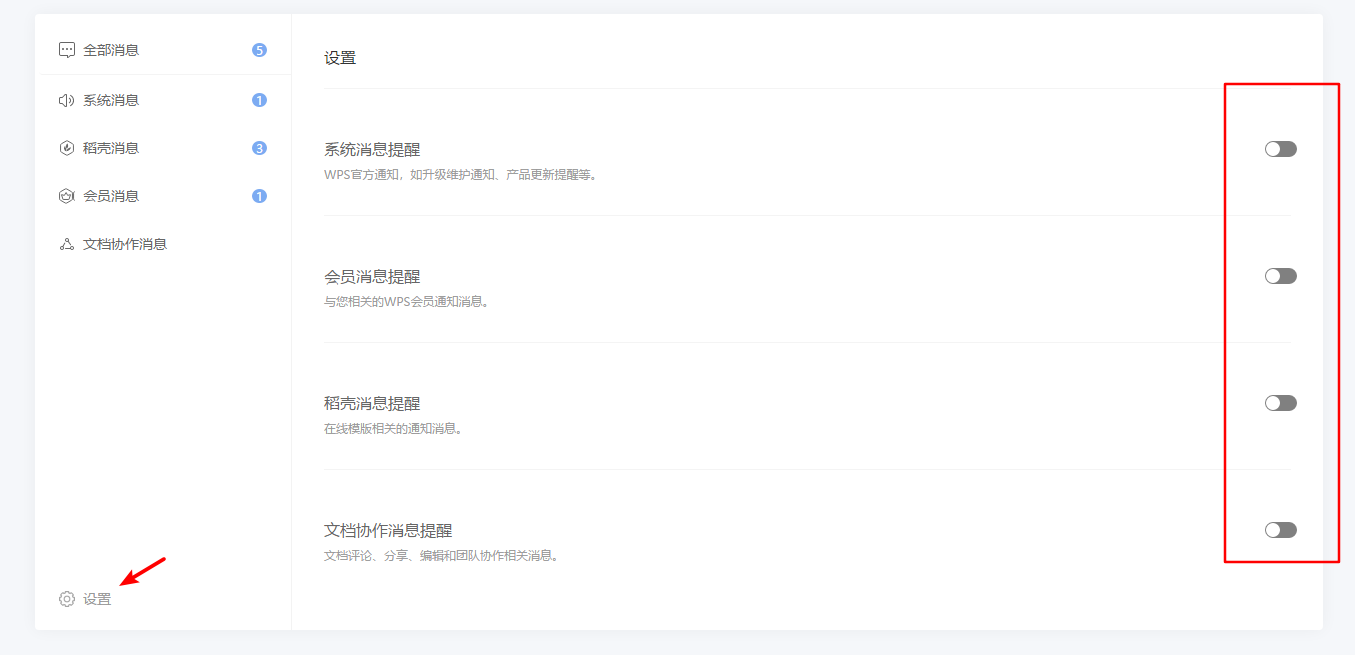 全部消息 5
系统消息 1
稻壳消息 3
会员消息 1
文档协作消息
设置
设置
系统消息提醒
WPS官方通知，如升级维护通知、产品更新提醒等。
会员消息提醒
与您相关的WPS会员通知消息。
稻壳消息提醒
在线模版相关的通知消息。
文档协作消息提醒
文档评论、分享、编辑和团队协作相关消息。